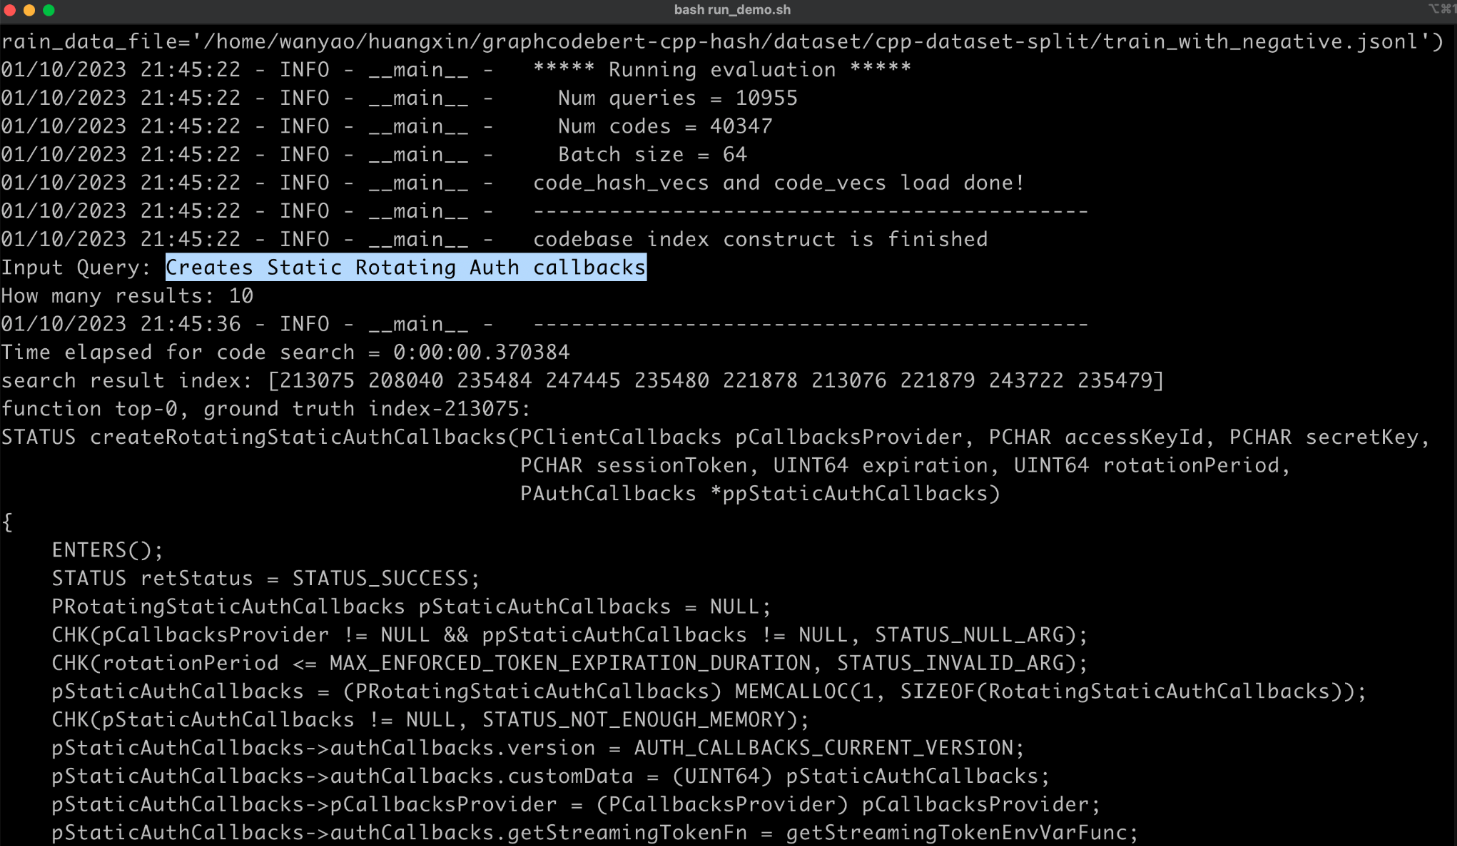 bash run_demo.sh
⌥⌘1
rain_data_file='/home/wanyao/huangxin/graphcodebert-cpp-hash/dataset/cpp-dataset-split/train_with_negative.jsonl')
01/10/2023 21:45:22 - INFO - __main__ -   ***** Running evaluation *****
01/10/2023 21:45:22 - INFO - __main__ -     Num queries = 10955
01/10/2023 21:45:22 - INFO - __main__ -     Num codes = 40347
01/10/2023 21:45:22 - INFO - __main__ -     Batch size = 64
01/10/2023 21:45:22 - INFO - __main__ -   code_hash_vecs and code_vecs load done!
01/10/2023 21:45:22 - INFO - __main__ -   --------------------------------------------
01/10/2023 21:45:22 - INFO - __main__ -   codebase index construct is finished
Input Query: Creates Static Rotating Auth callbacks
How many results: 10
01/10/2023 21:45:36 - INFO - __main__ -   --------------------------------------------
Time elapsed for code search = 0:00:00.370384
search result index: [213075 208040 235484 247445 235480 221878 213076 221879 243722 235479]
function top-0, ground truth index-213075:
STATUS createRotatingStaticAuthCallbacks(PClientCallbacks pCallbacksProvider, PCHAR accessKeyId, PCHAR secretKey,
                                         PCHAR sessionToken, UINT64 expiration, UINT64 rotationPeriod,
                                         PAuthCallbacks *ppStaticAuthCallbacks)
{
    ENTERS();
    STATUS retStatus = STATUS_SUCCESS;
    PRotatingStaticAuthCallbacks pStaticAuthCallbacks = NULL;
    CHK(pCallbacksProvider != NULL && ppStaticAuthCallbacks != NULL, STATUS_NULL_ARG);
    CHK(rotationPeriod <= MAX_ENFORCED_TOKEN_EXPIRATION_DURATION, STATUS_INVALID_ARG);
    pStaticAuthCallbacks = (PRotatingStaticAuthCallbacks) MEMCALLOC(1, SIZEOF(RotatingStaticAuthCallbacks));
    CHK(pStaticAuthCallbacks != NULL, STATUS_NOT_ENOUGH_MEMORY);
    pStaticAuthCallbacks->authCallbacks.version = AUTH_CALLBACKS_CURRENT_VERSION;
    pStaticAuthCallbacks->authCallbacks.customData = (UINT64) pStaticAuthCallbacks;
    pStaticAuthCallbacks->pCallbacksProvider = (PCallbacksProvider) pCallbacksProvider;
    pStaticAuthCallbacks->authCallbacks.getStreamingTokenFn = getStreamingTokenEnvVarFunc;